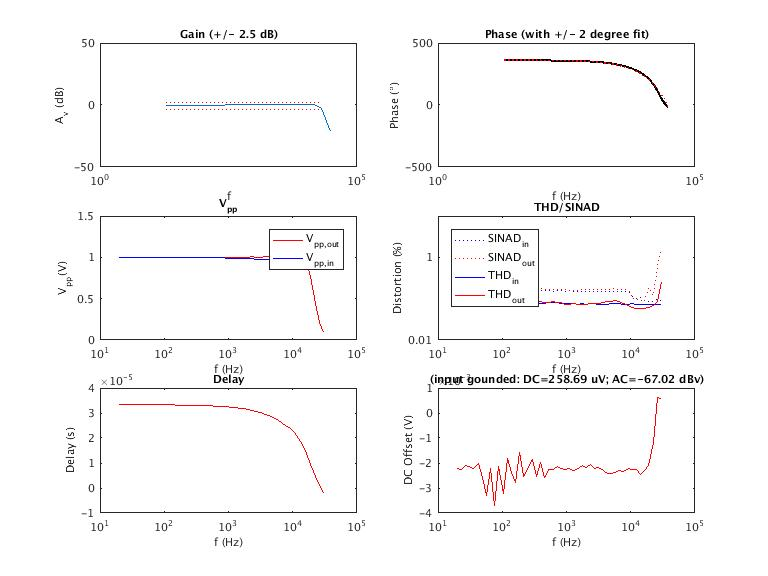 Gain (+/- 2.5 dB)
50
0
-50
A_v (dB)
10^0
10^5
f
Phase (with +/- 2 degree fit)
500
0
-500
Phase (°)
10^0
10^5
f (Hz)
V_pp
1.5
1
0.5
0
V_pp (V)
V_pp,out
V_pp,in
10^1
10^2
10^3
10^4
10^5
f (Hz)
THD/SINAD
1
0.01
Distortion (%)
SINAD_in
SINAD_out
THD_in
THD_out
10^1
10^2
10^3
10^4
10^5
f (Hz)
Delay
×10^-5
4
3
2
1
0
-1
Delay (s)
10^1
10^2
10^3
10^4
10^5
f (Hz)
(input gounded: DC=258.69 uV; AC=-67.02 dBv)
1
0
-1
-2
-3
-4
DC Offset (V)
10^1
10^2
10^3
10^4
10^5
f (Hz)